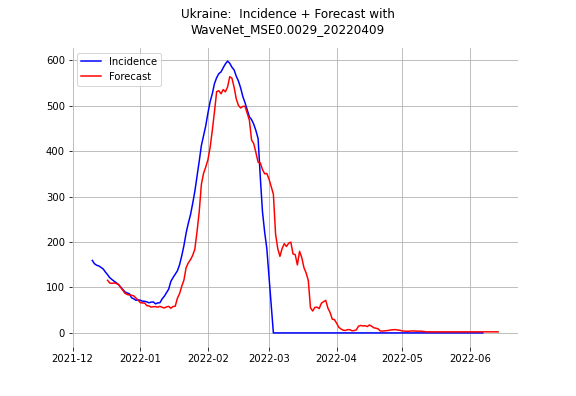 Ukraine:  Incidence + Forecast with
WaveNet_MSE0.0029_20220409
Incidence
Forecast
600
500
400
300
200
100
0
2021-12 2022-01 2022-02 2022-03 2022-04 2022-05 2022-06